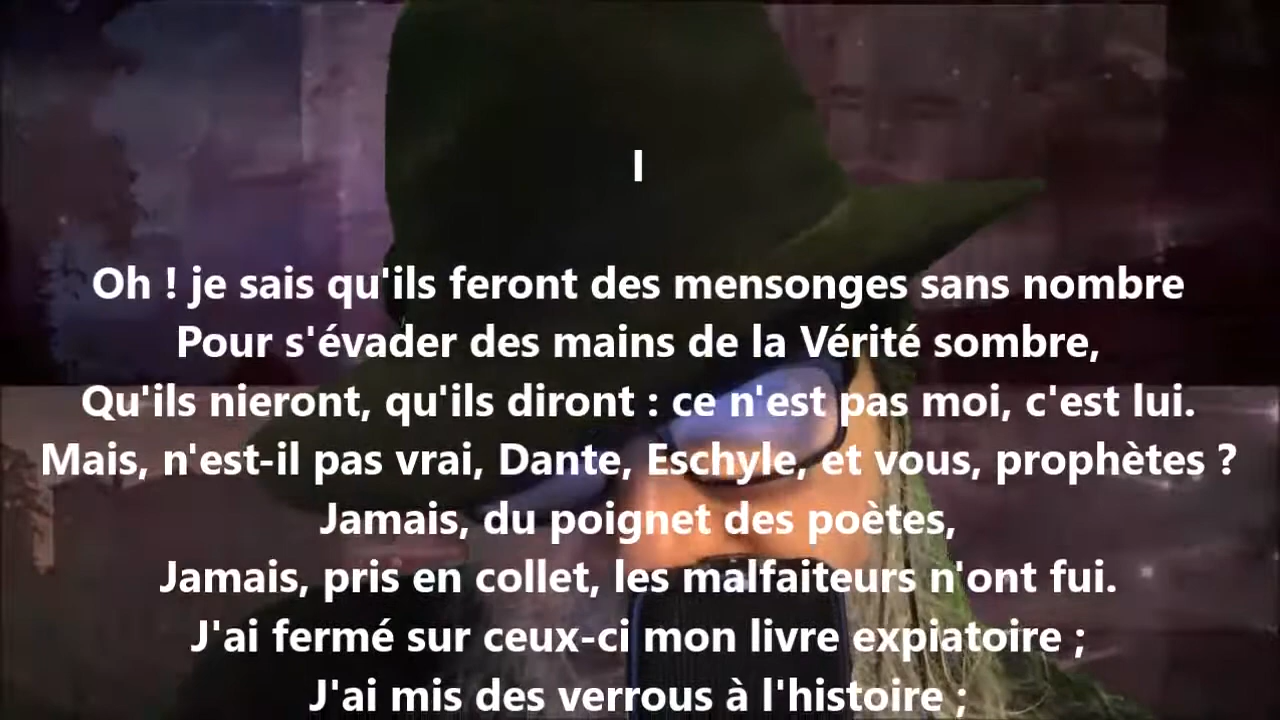 I
Oh ! je sais qu'ils feront des mensonges sans nombre
Pour s'évader des mains de la Vérité sombre,
Qu'ils nieront, qu'ils diront : ce n'est pas moi, c'est lui.
Mais, n'est-il pas vrai, Dante, Eschyle, et vous, prophètes ?
Jamais, du poignet des poètes,
Jamais, pris en collet, les malfaiteurs n'ont fui.
J'ai fermé sur ceux-ci mon livre expiatoire ;
J'ai mis des verrous à l'histoire ;